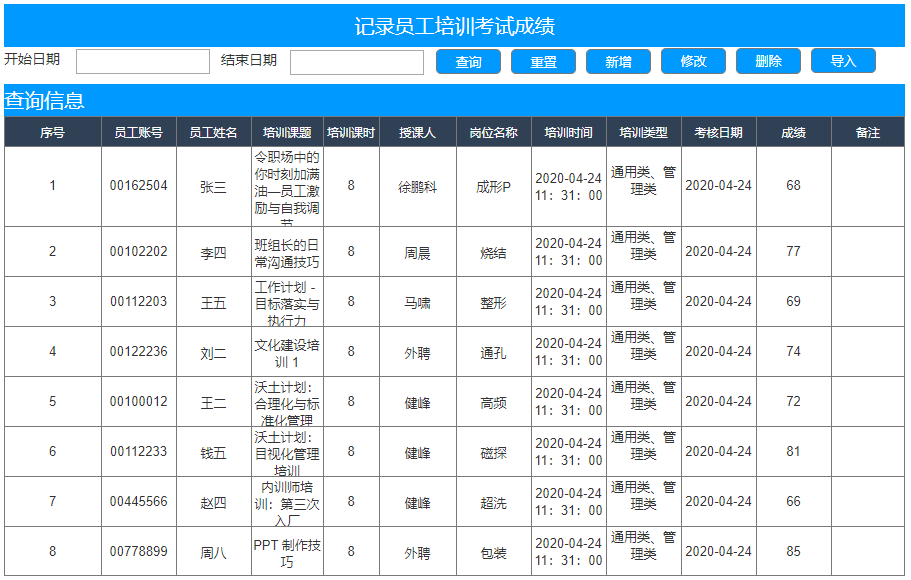 记录员工培训考试成绩
开始日期 结束日期 查询 重置 新增 修改 删除 导入
查询信息
序号 员工账号 员工姓名 培训课题 培训课时 授课人 岗位名称 培训时间 培训类型 考核日期 成绩 备注
1 00162504 张三 令职场中的你时刻加满油—员工激励与自我调节 8 徐鹏科 成形P 2020-04-24 11：31：00 通用类、管理类 2020-04-24 68
2 00102202 李四 班组长的日常沟通技巧 8 周晨 烧结 2020-04-24 11：31：00 通用类、管理类 2020-04-24 77
3 00112203 王五 工作计划 - 目标落实与执行力 8 马啸 整形 2020-04-24 11：31：00 通用类、管理类 2020-04-24 69
4 00122236 刘二 文化建设培训 1 8 外聘 通孔 2020-04-24 11：31：00 通用类、管理类 2020-04-24 74
5 00100012 王二 沃土计划：合理化与标准化管理 8 健峰 高频 2020-04-24 11：31：00 通用类、管理类 2020-04-24 72
6 00112233 钱五 沃土计划：目视化管理培训 8 健峰 磁探 2020-04-24 11：31：00 通用类、管理类 2020-04-24 81
7 00445566 赵四 内训师培训：第三次入厂 8 健峰 超洗 2020-04-24 11：31：00 通用类、管理类 2020-04-24 66
8 00778899 周八 PPT 制作技巧 8 外聘 包装 2020-04-24 11：31：00 通用类、管理类 2020-04-24 85